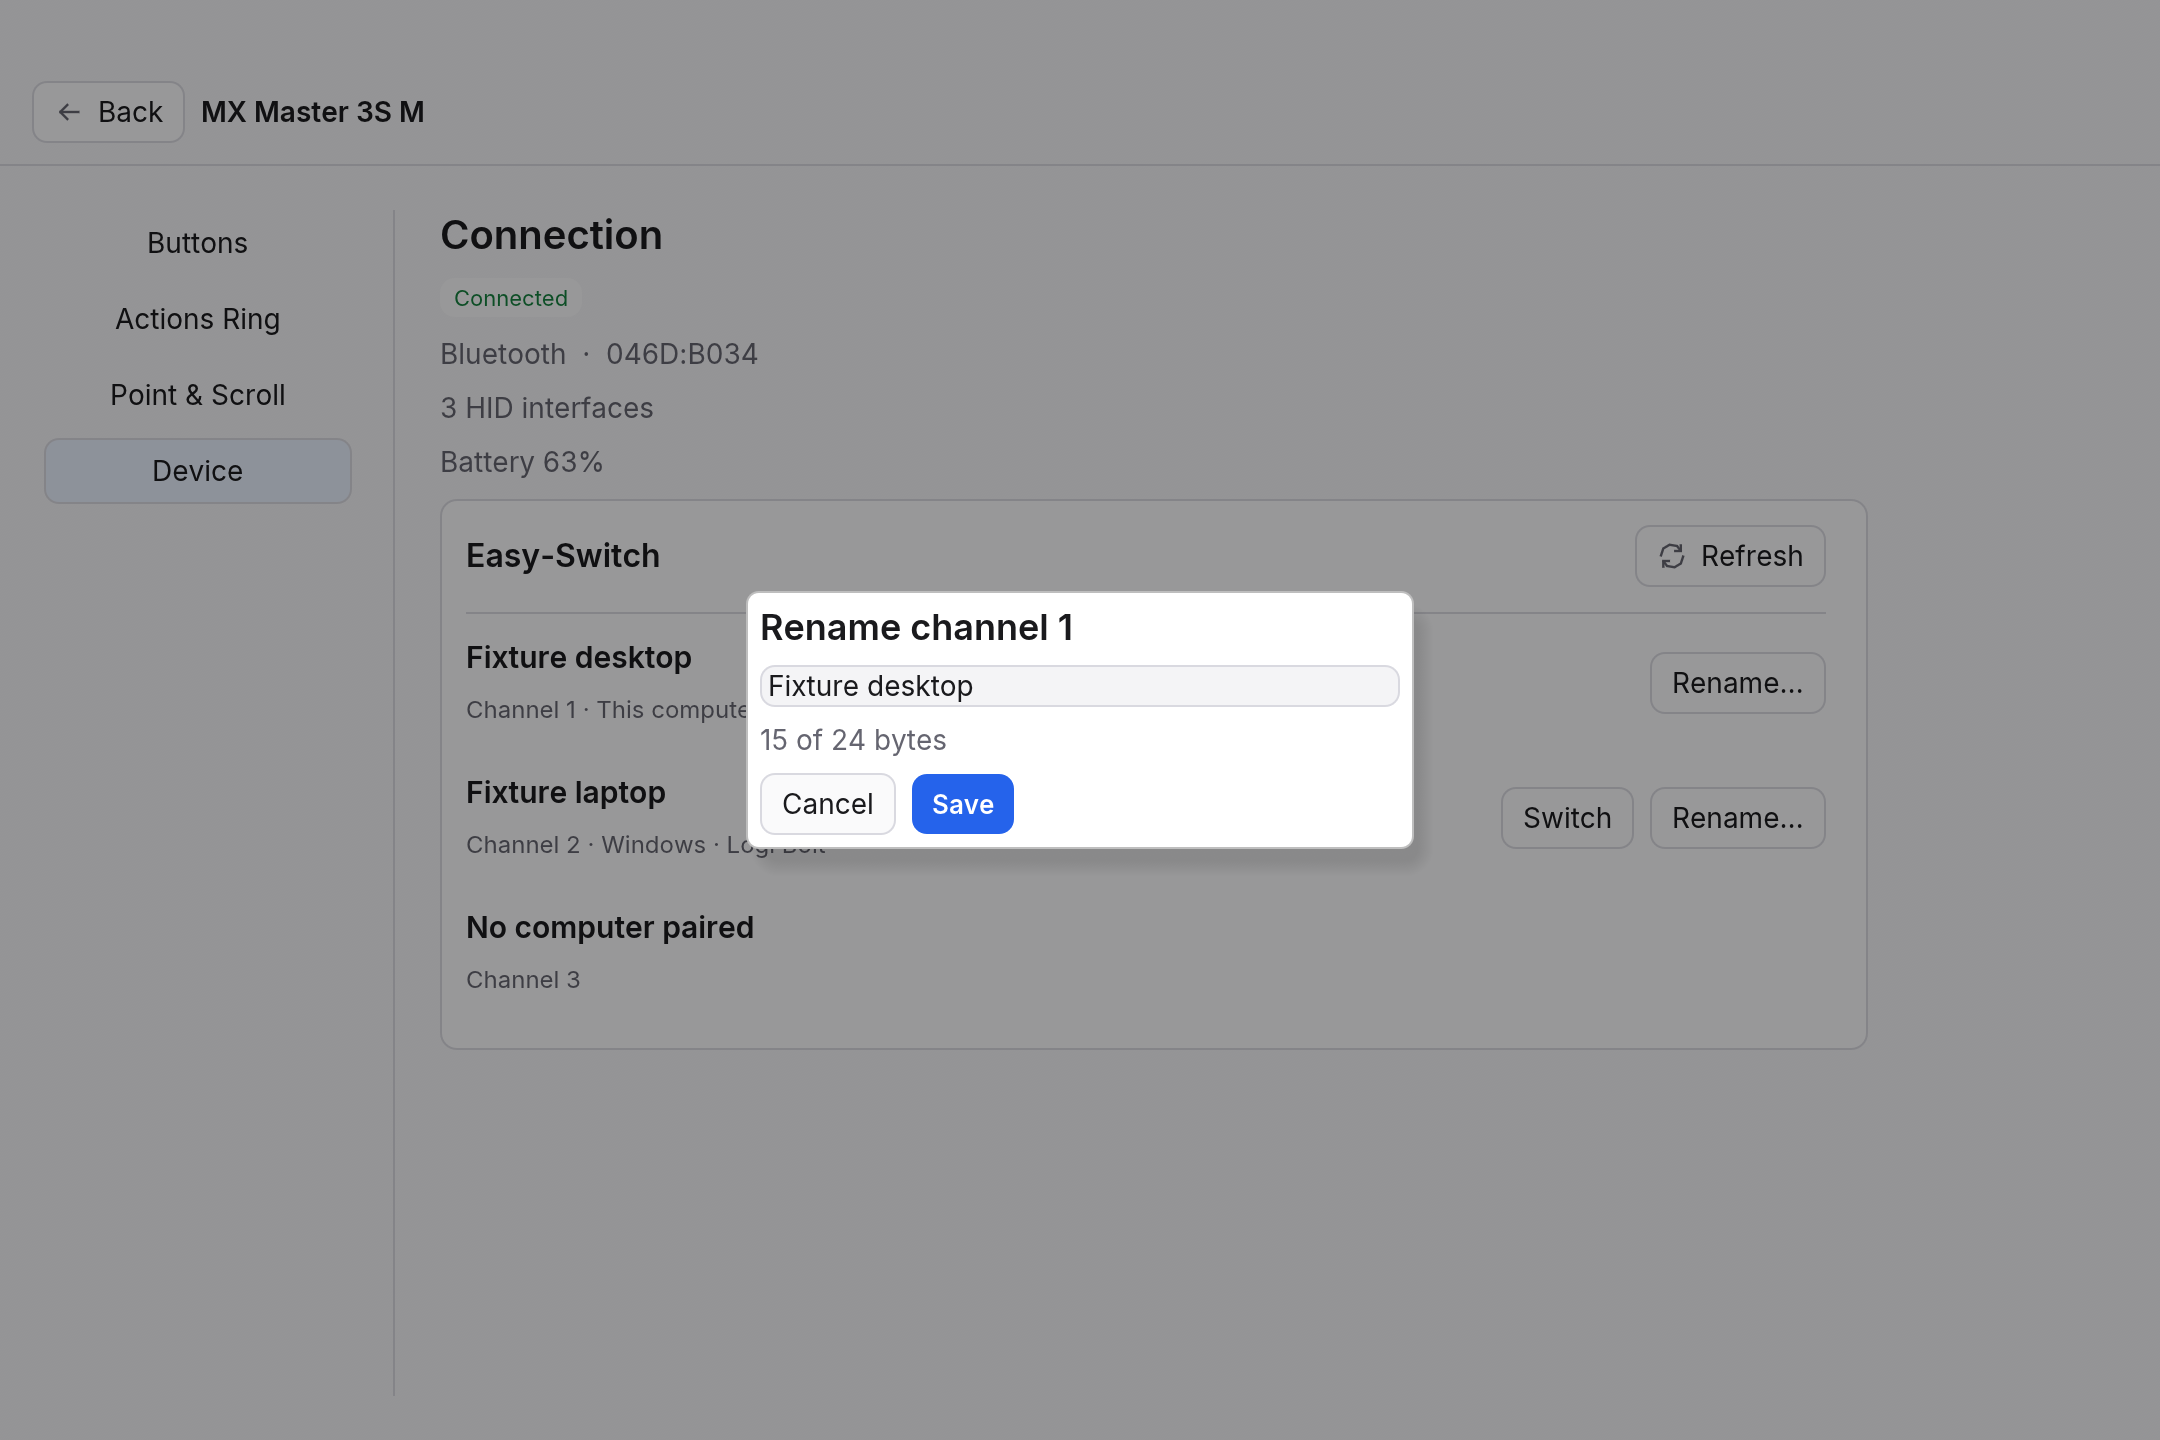 Back
MX Master 3S M
Buttons
Actions Ring
Point & Scroll
Device
Connection
Connected
Bluetooth · 046D:B034
3 HID interfaces
Battery 63%
Easy-Switch
Refresh
Fixture desktop
Channel 1 · This compute
Rename...
Fixture laptop
Channel 2 · Windows · Logi Bolt
Switch
Rename...
No computer paired
Channel 3
Rename channel 1
Fixture desktop
15 of 24 bytes
Cancel
Save